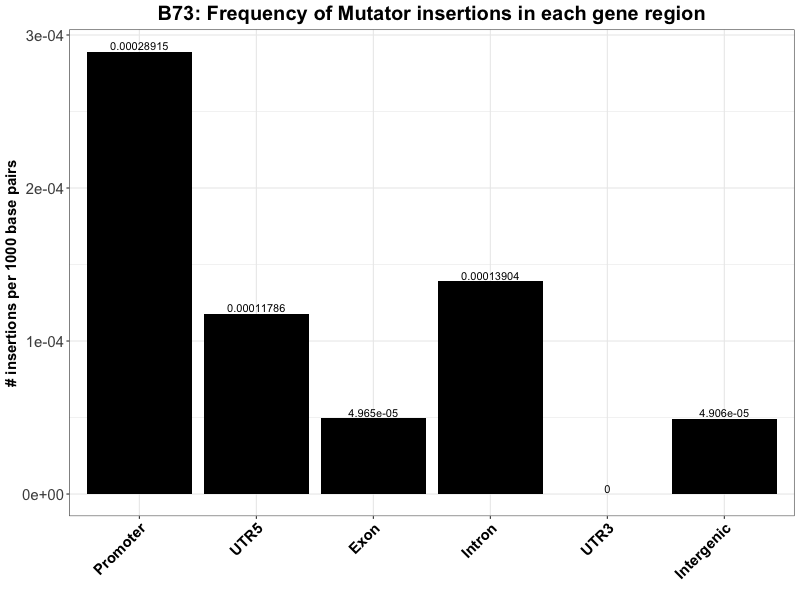 B73: Frequency of Mutator insertions in each gene region
# insertions per 1000 base pairs
3e-04
2e-04
1e-04
0e+00
0.00028915
0.00011786
4.965e-05
0.00013904
0
4.906e-05
Promoter
UTR5
Exon
Intron
UTR3
Intergenic